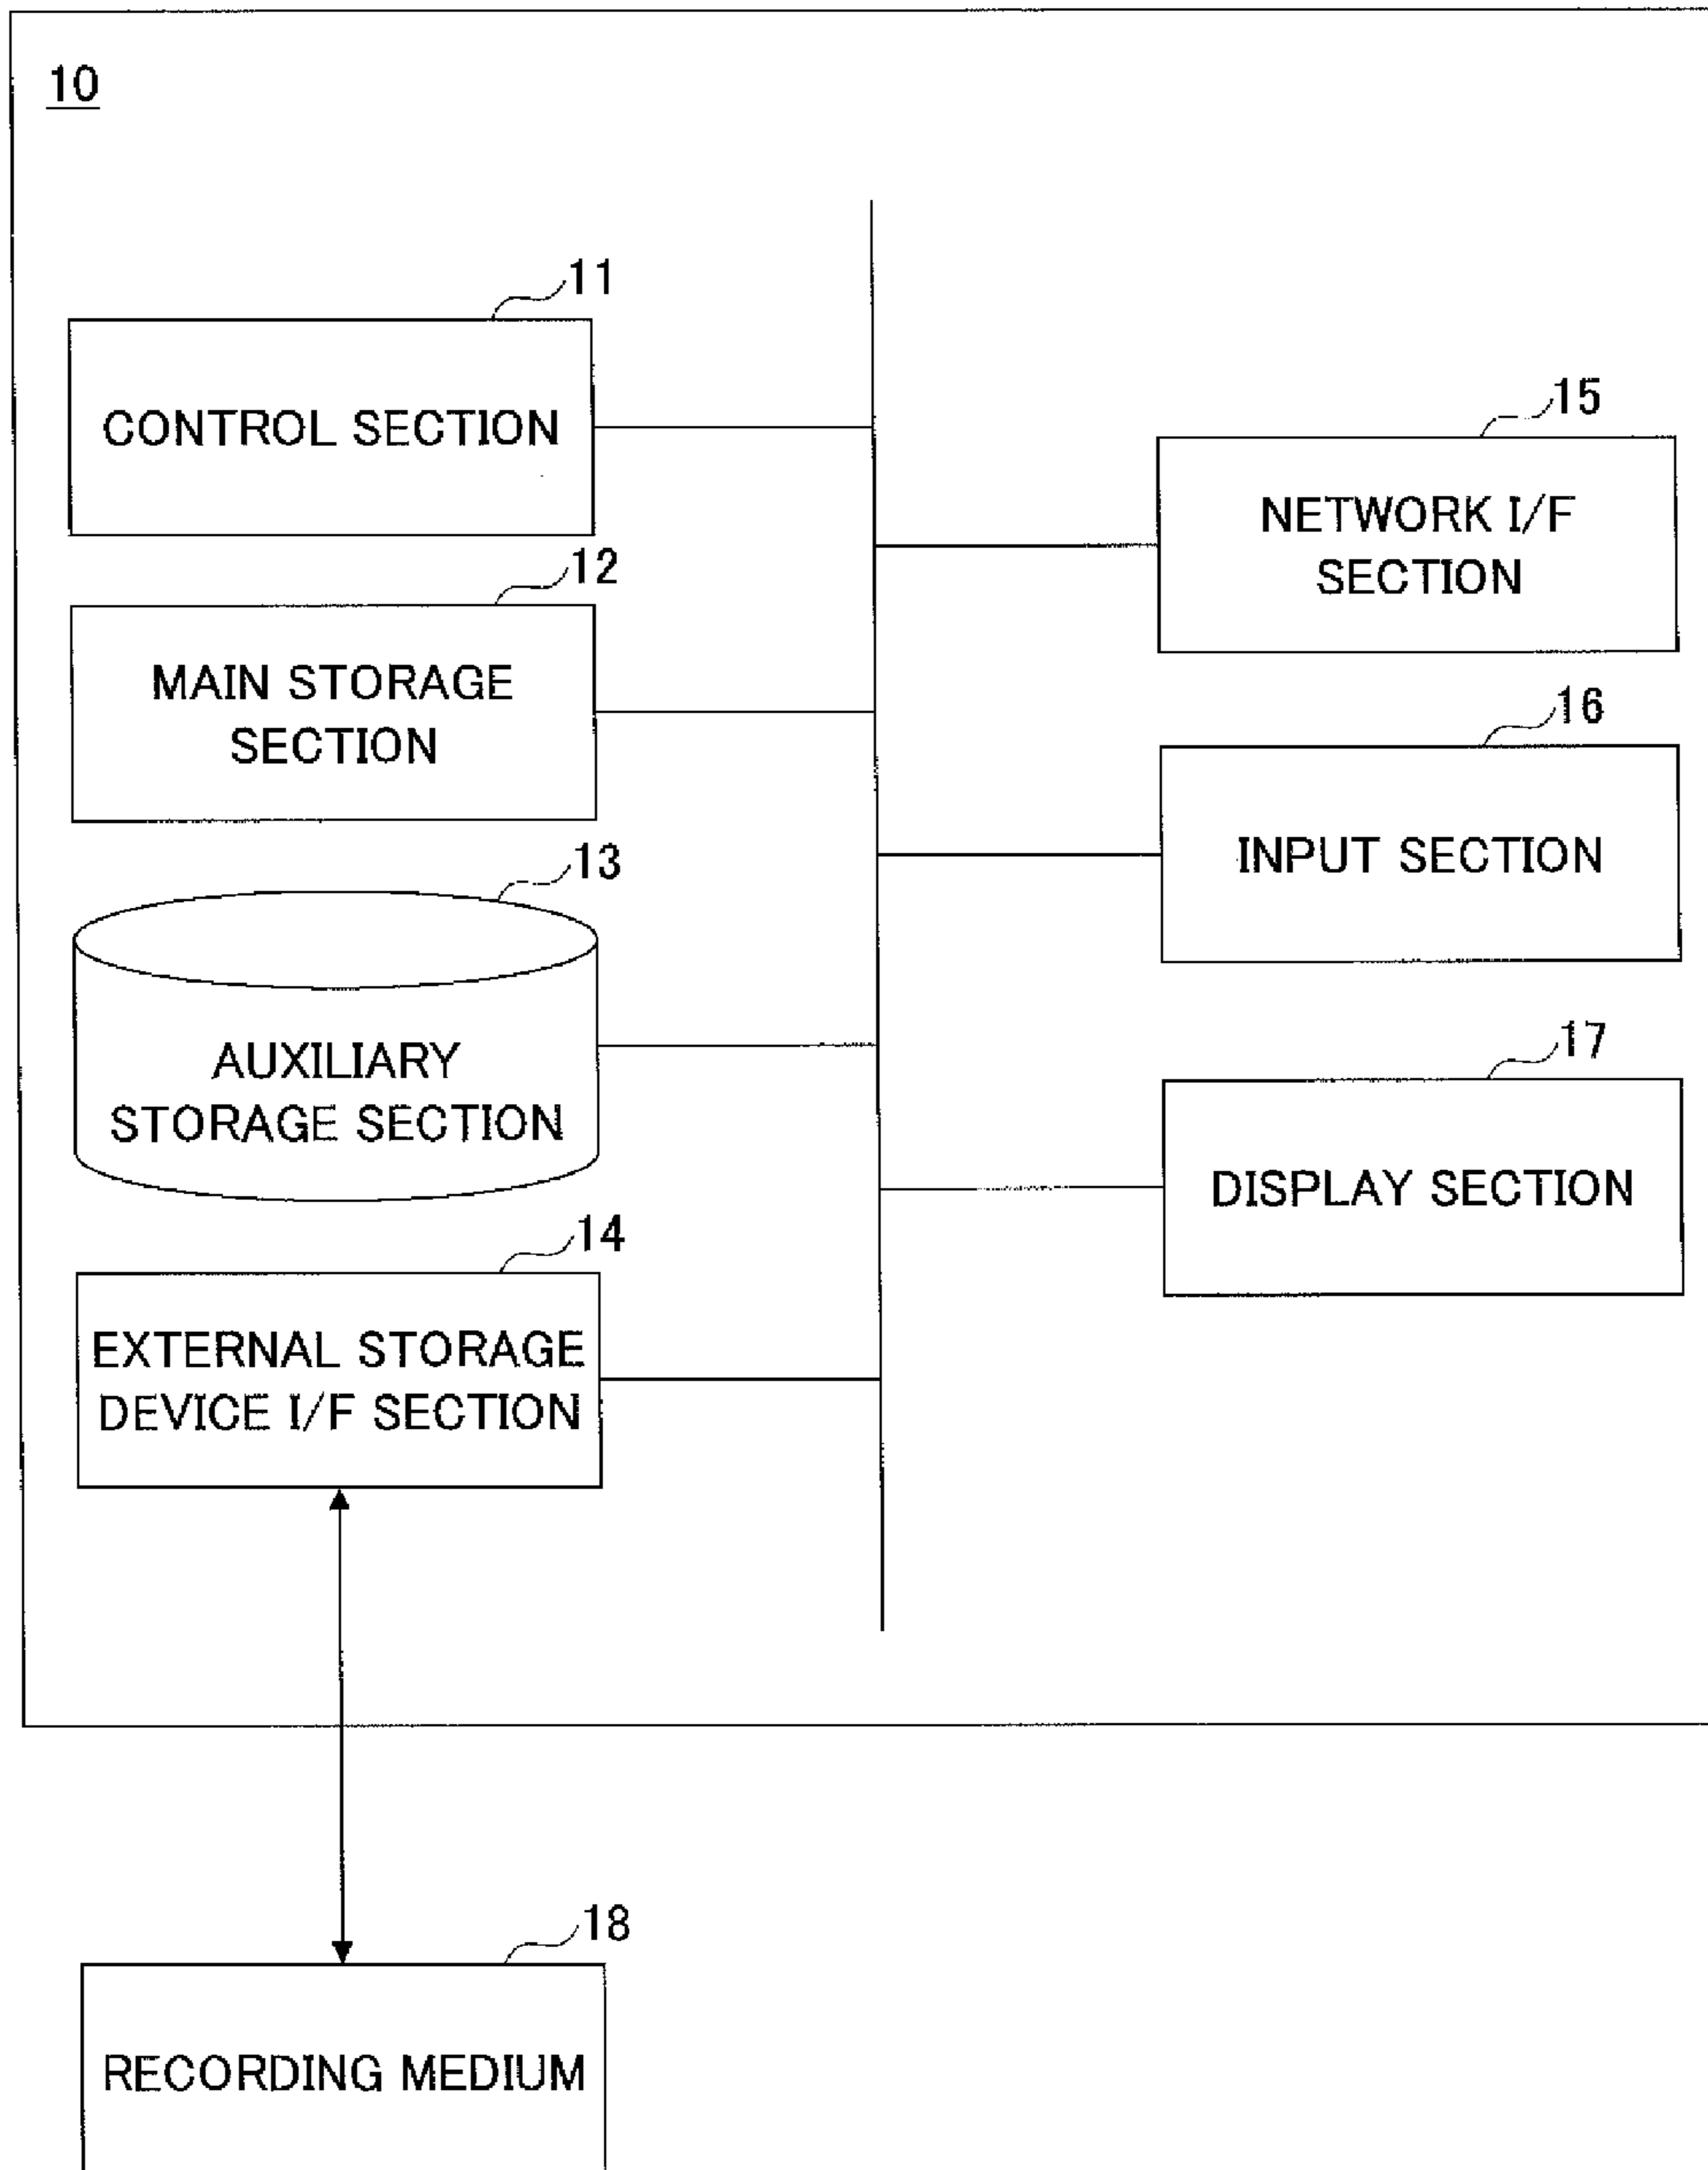 10
11
CONTROL SECTION
12
MAIN STORAGE
SECTION
13
AUXILIARY
STORAGE SECTION
14
EXTERNAL STORAGE
DEVICE I/F SECTION
15
NETWORK I/F
SECTION
16
INPUT SECTION
17
DISPLAY SECTION
18
RECORDING MEDIUM